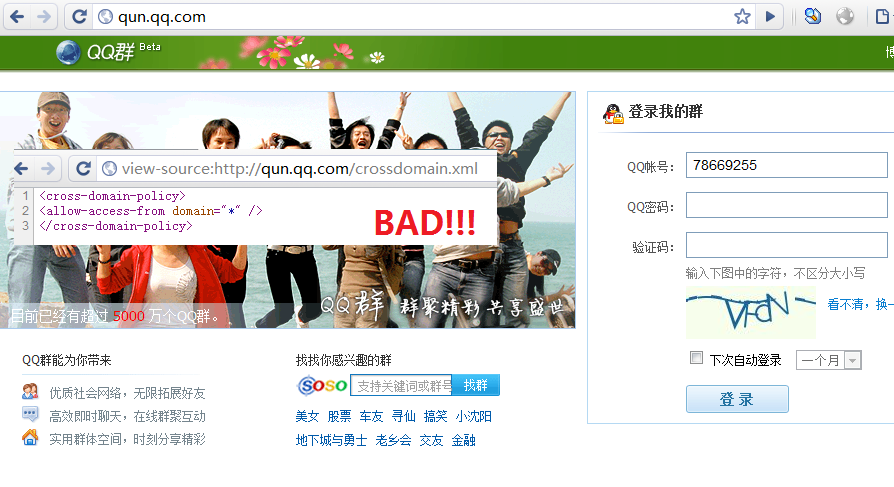 qun.qq.com
QQ群 Beta
博
登录我的群
view-source:http://qun.qq.com/crossdomain.xml
1 <cross-domain-policy>
2 <allow-access-from domain="*" />
3 </cross-domain-policy>
BAD!!!
QQ群 群聚精彩 共享盛世
目前已经有超过 5000 万个QQ群。
QQ帐号: 78669255
QQ密码:
验证码:
输入下图中的字符，不区分大小写
VFdN
看不清，换一
下次自动登录 一个月
登 录
QQ群能为你带来
优质社会网络，无限拓展好友
高效即时聊天，在线群聚互动
实用群体空间，时刻分享精彩
找找你感兴趣的群
Soso 支持关键词或群号 找群
美女 股票 车友 寻仙 搞笑 小沈阳
地下城与勇士 老乡会 交友 金融